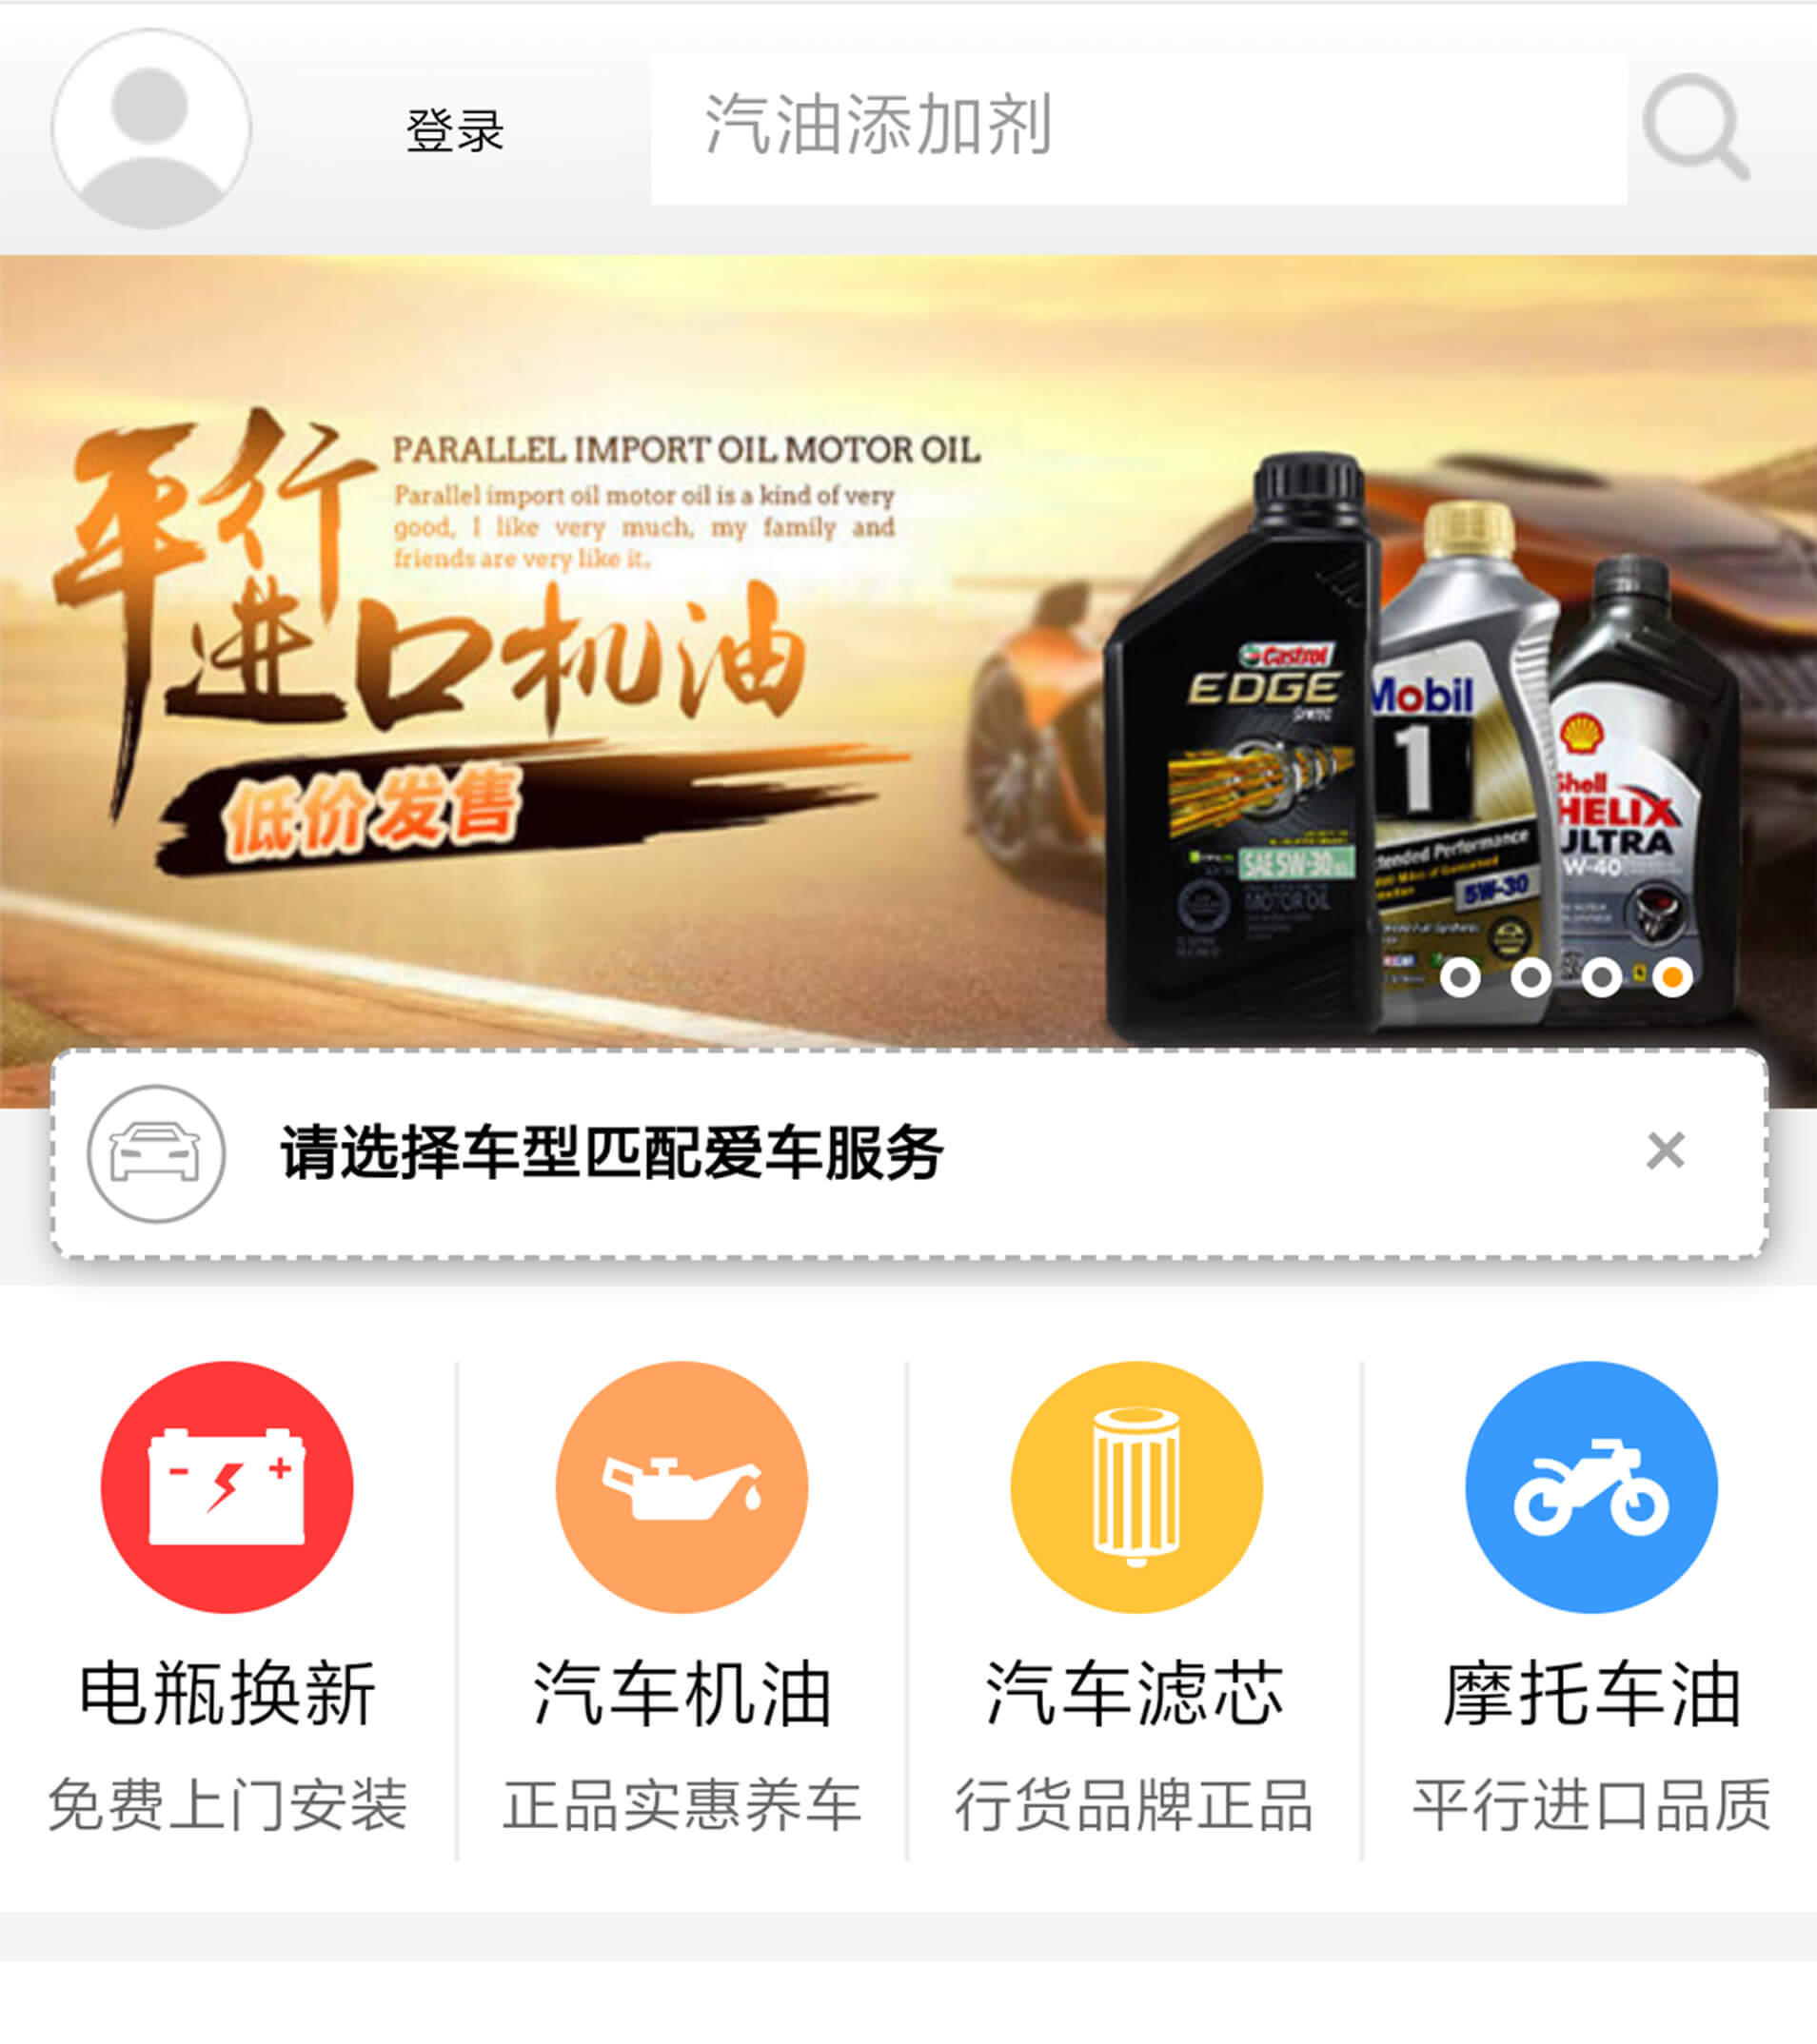 登录
汽油添加剂
平行
PARALLEL IMPORT OIL MOTOR OIL
Parallel import oil motor oil is a kind of very
good, I like very much, my family and
friends are very like it.
进口机油
低价发售
Castrol
EDGE
SAE 5W-30
MOTOR OIL
Mobil
1
Extended Performance
5W-30
Shell
HELIX
ULTRA
W-40
请选择车型匹配爱车服务
×
电瓶换新
汽车机油
汽车滤芯
摩托车油
免费上门安装
正品实惠养车
行货品牌正品
平行进口品质